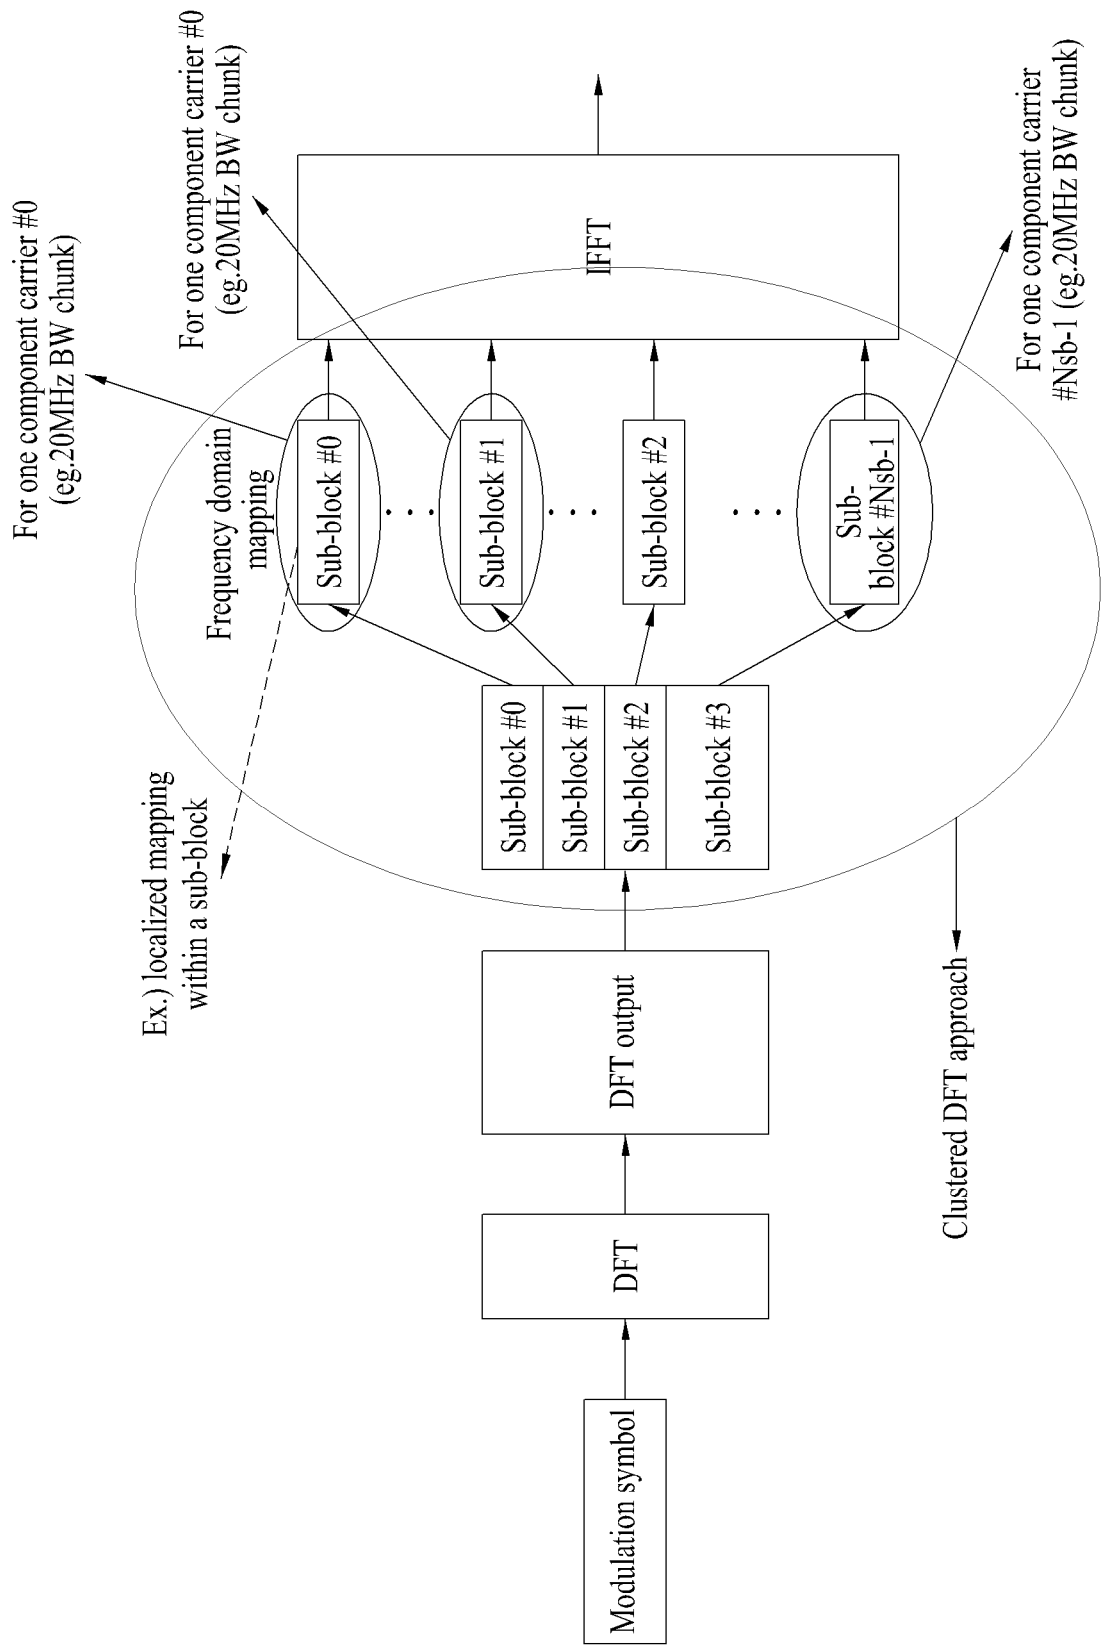 Modulation symbol
DFT
DFT output
Sub-block #0
Sub-block #1
Sub-block #2
Sub-block #3
Ex.) localized mapping
within a sub-block
Frequency domain
mapping
Sub-block #0
Sub-block #1
Sub-block #2
Sub-
block #Nsb-1
For one component carrier #0
(eg.20MHz BW chunk)
For one component carrier #0
(eg.20MHz BW chunk)
For one component carrier
#Nsb-1 (eg.20MHz BW chunk)
IFFT
Clustered DFT approach